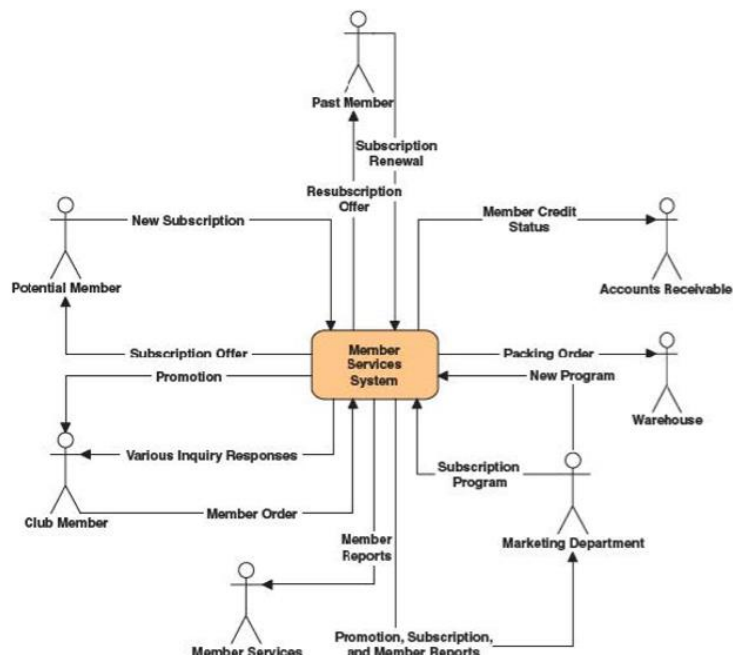 Past Member
Subscription
Renewal
Resubscription
Offer
New Subscription
Member Credit
Status
Potential Member
Accounts Receivable
Subscription Offer
Member
Services
System
Packing Order
Promotion
New Program
Warehouse
Various Inquiry Responses
Subscription
Program
Member Order
Club Member
Marketing Department
Member
Reports
Member Services
Promotion, Subscription,
and Member Reports